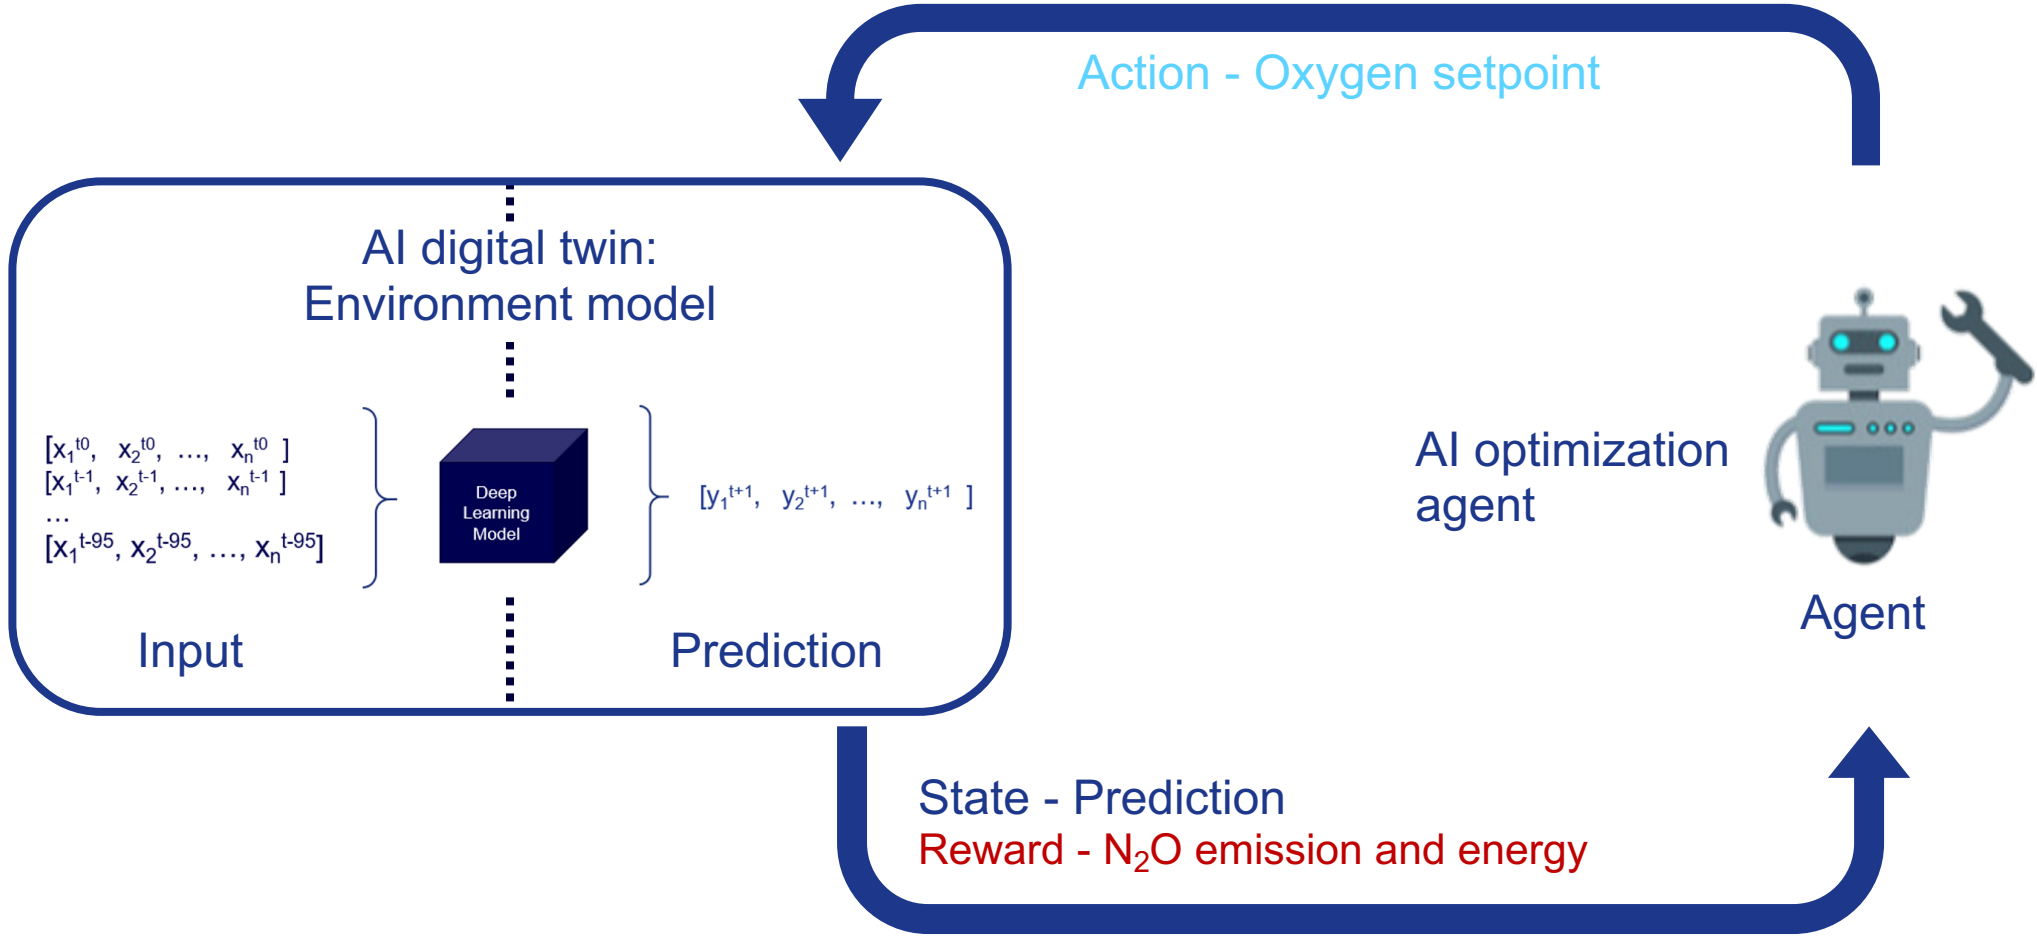 Action - Oxygen setpoint
AI digital twin:
Environment model
[x₁ᵗ⁰, x₂ᵗ⁰, ..., xₙᵗ⁰ ]
[x₁ᵗ⁻¹, x₂ᵗ⁻¹, ..., xₙᵗ⁻¹ ]
...
[x₁ᵗ⁻⁹⁵, x₂ᵗ⁻⁹⁵, ..., xₙᵗ⁻⁹⁵]
Deep
Learning
Model
[y₁ᵗ⁺¹, y₂ᵗ⁺¹, ..., yₙᵗ⁺¹ ]
Input
Prediction
AI optimization
agent
Agent
State - Prediction
Reward - N₂O emission and energy